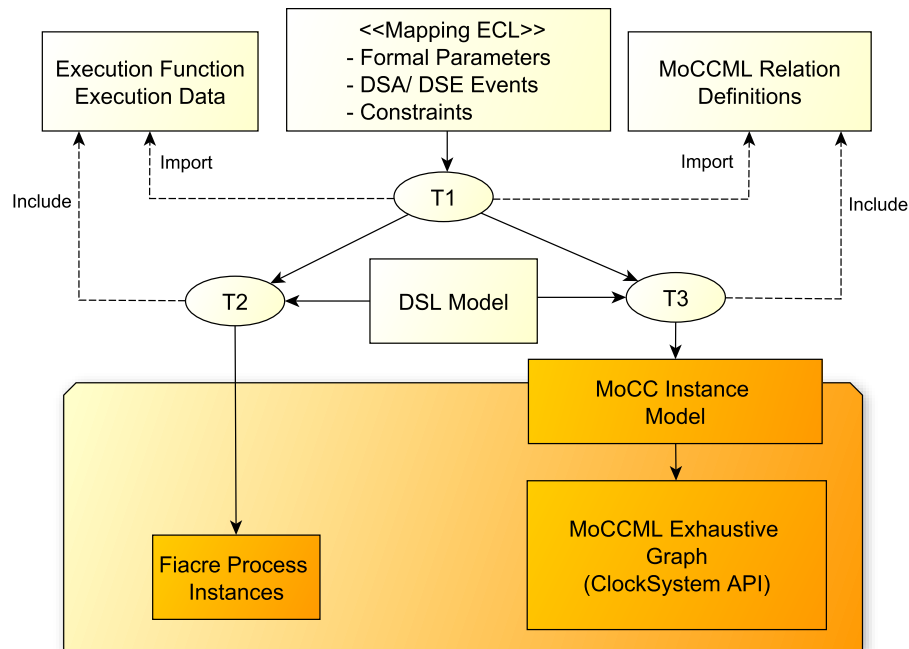 <<Mapping ECL>>
- Formal Parameters
- DSA/ DSE Events
- Constraints
Execution Function
Execution Data
MoCCML Relation
Definitions
Import
Import
Include
Include
T1
T2
DSL Model
T3
MoCC Instance
Model
MoCCML Exhaustive
Graph
(ClockSystem API)
Fiacre Process
Instances